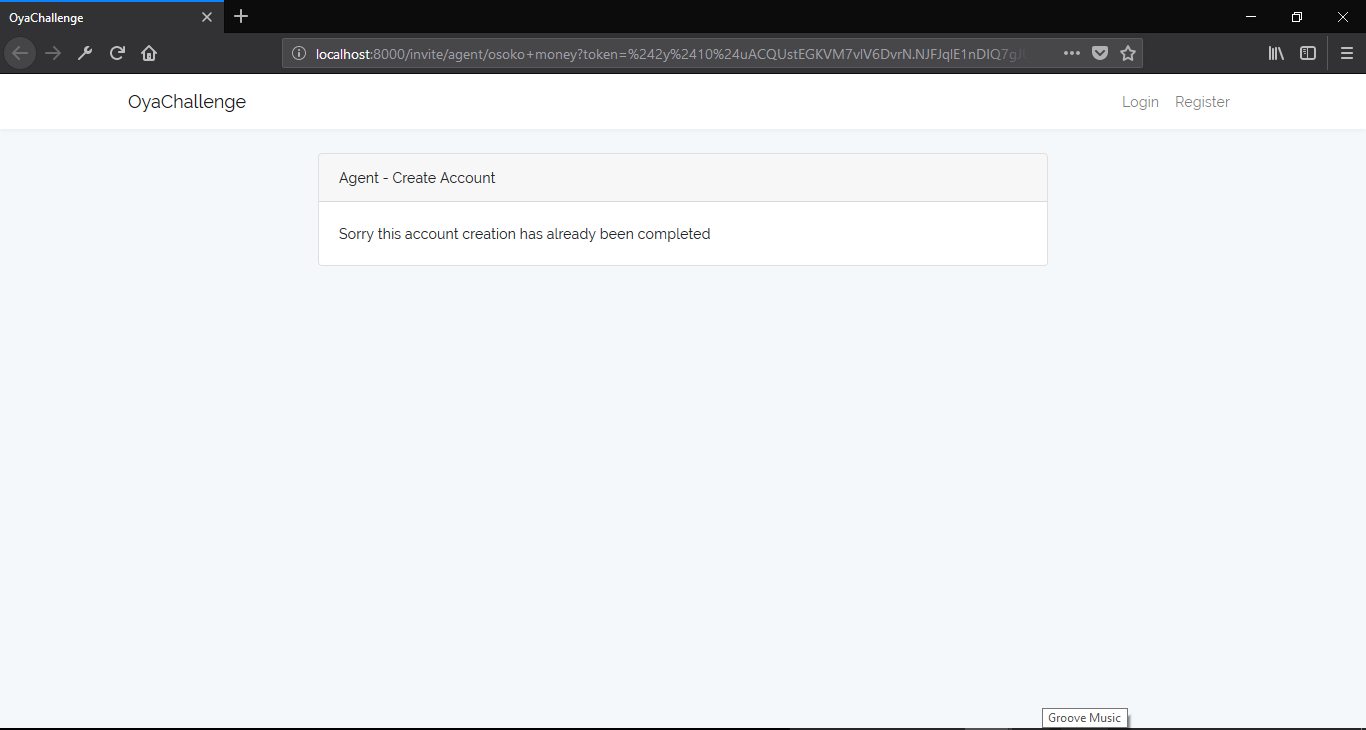 OyaChallenge
localhost:8000/invite/agent/osoko+money?token=%242y%2410%24uACQUstEGKVM7vlV6DvrN.NJFJqlE1nDIQ7gJ
OyaChallenge
Login Register
Agent - Create Account
Sorry this account creation has already been completed
Groove Music